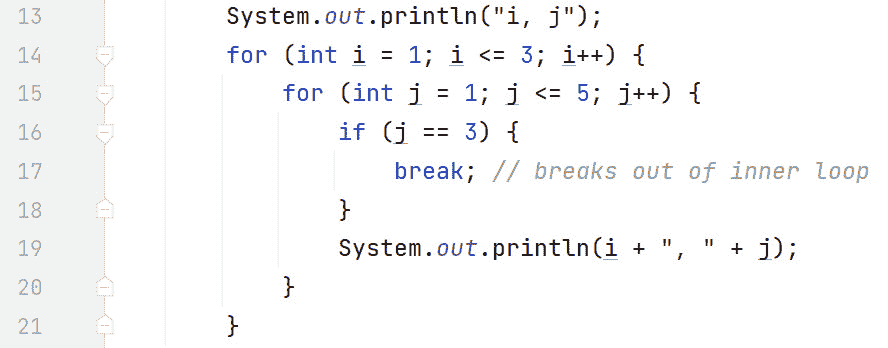 13 System.out.println("i, j");
14 for (int i = 1; i <= 3; i++) {
15 for (int j = 1; j <= 5; j++) {
16 if (j == 3) {
17 break; // breaks out of inner loop
18 }
19 System.out.println(i + ", " + j);
20 }
21 }